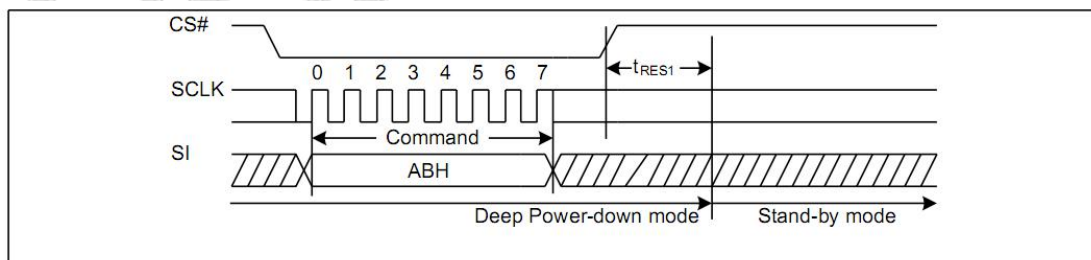 CS#
tRES1
0 1 2 3 4 5 6 7
SCLK
Command
SI
ABH
Deep Power-down mode Stand-by mode